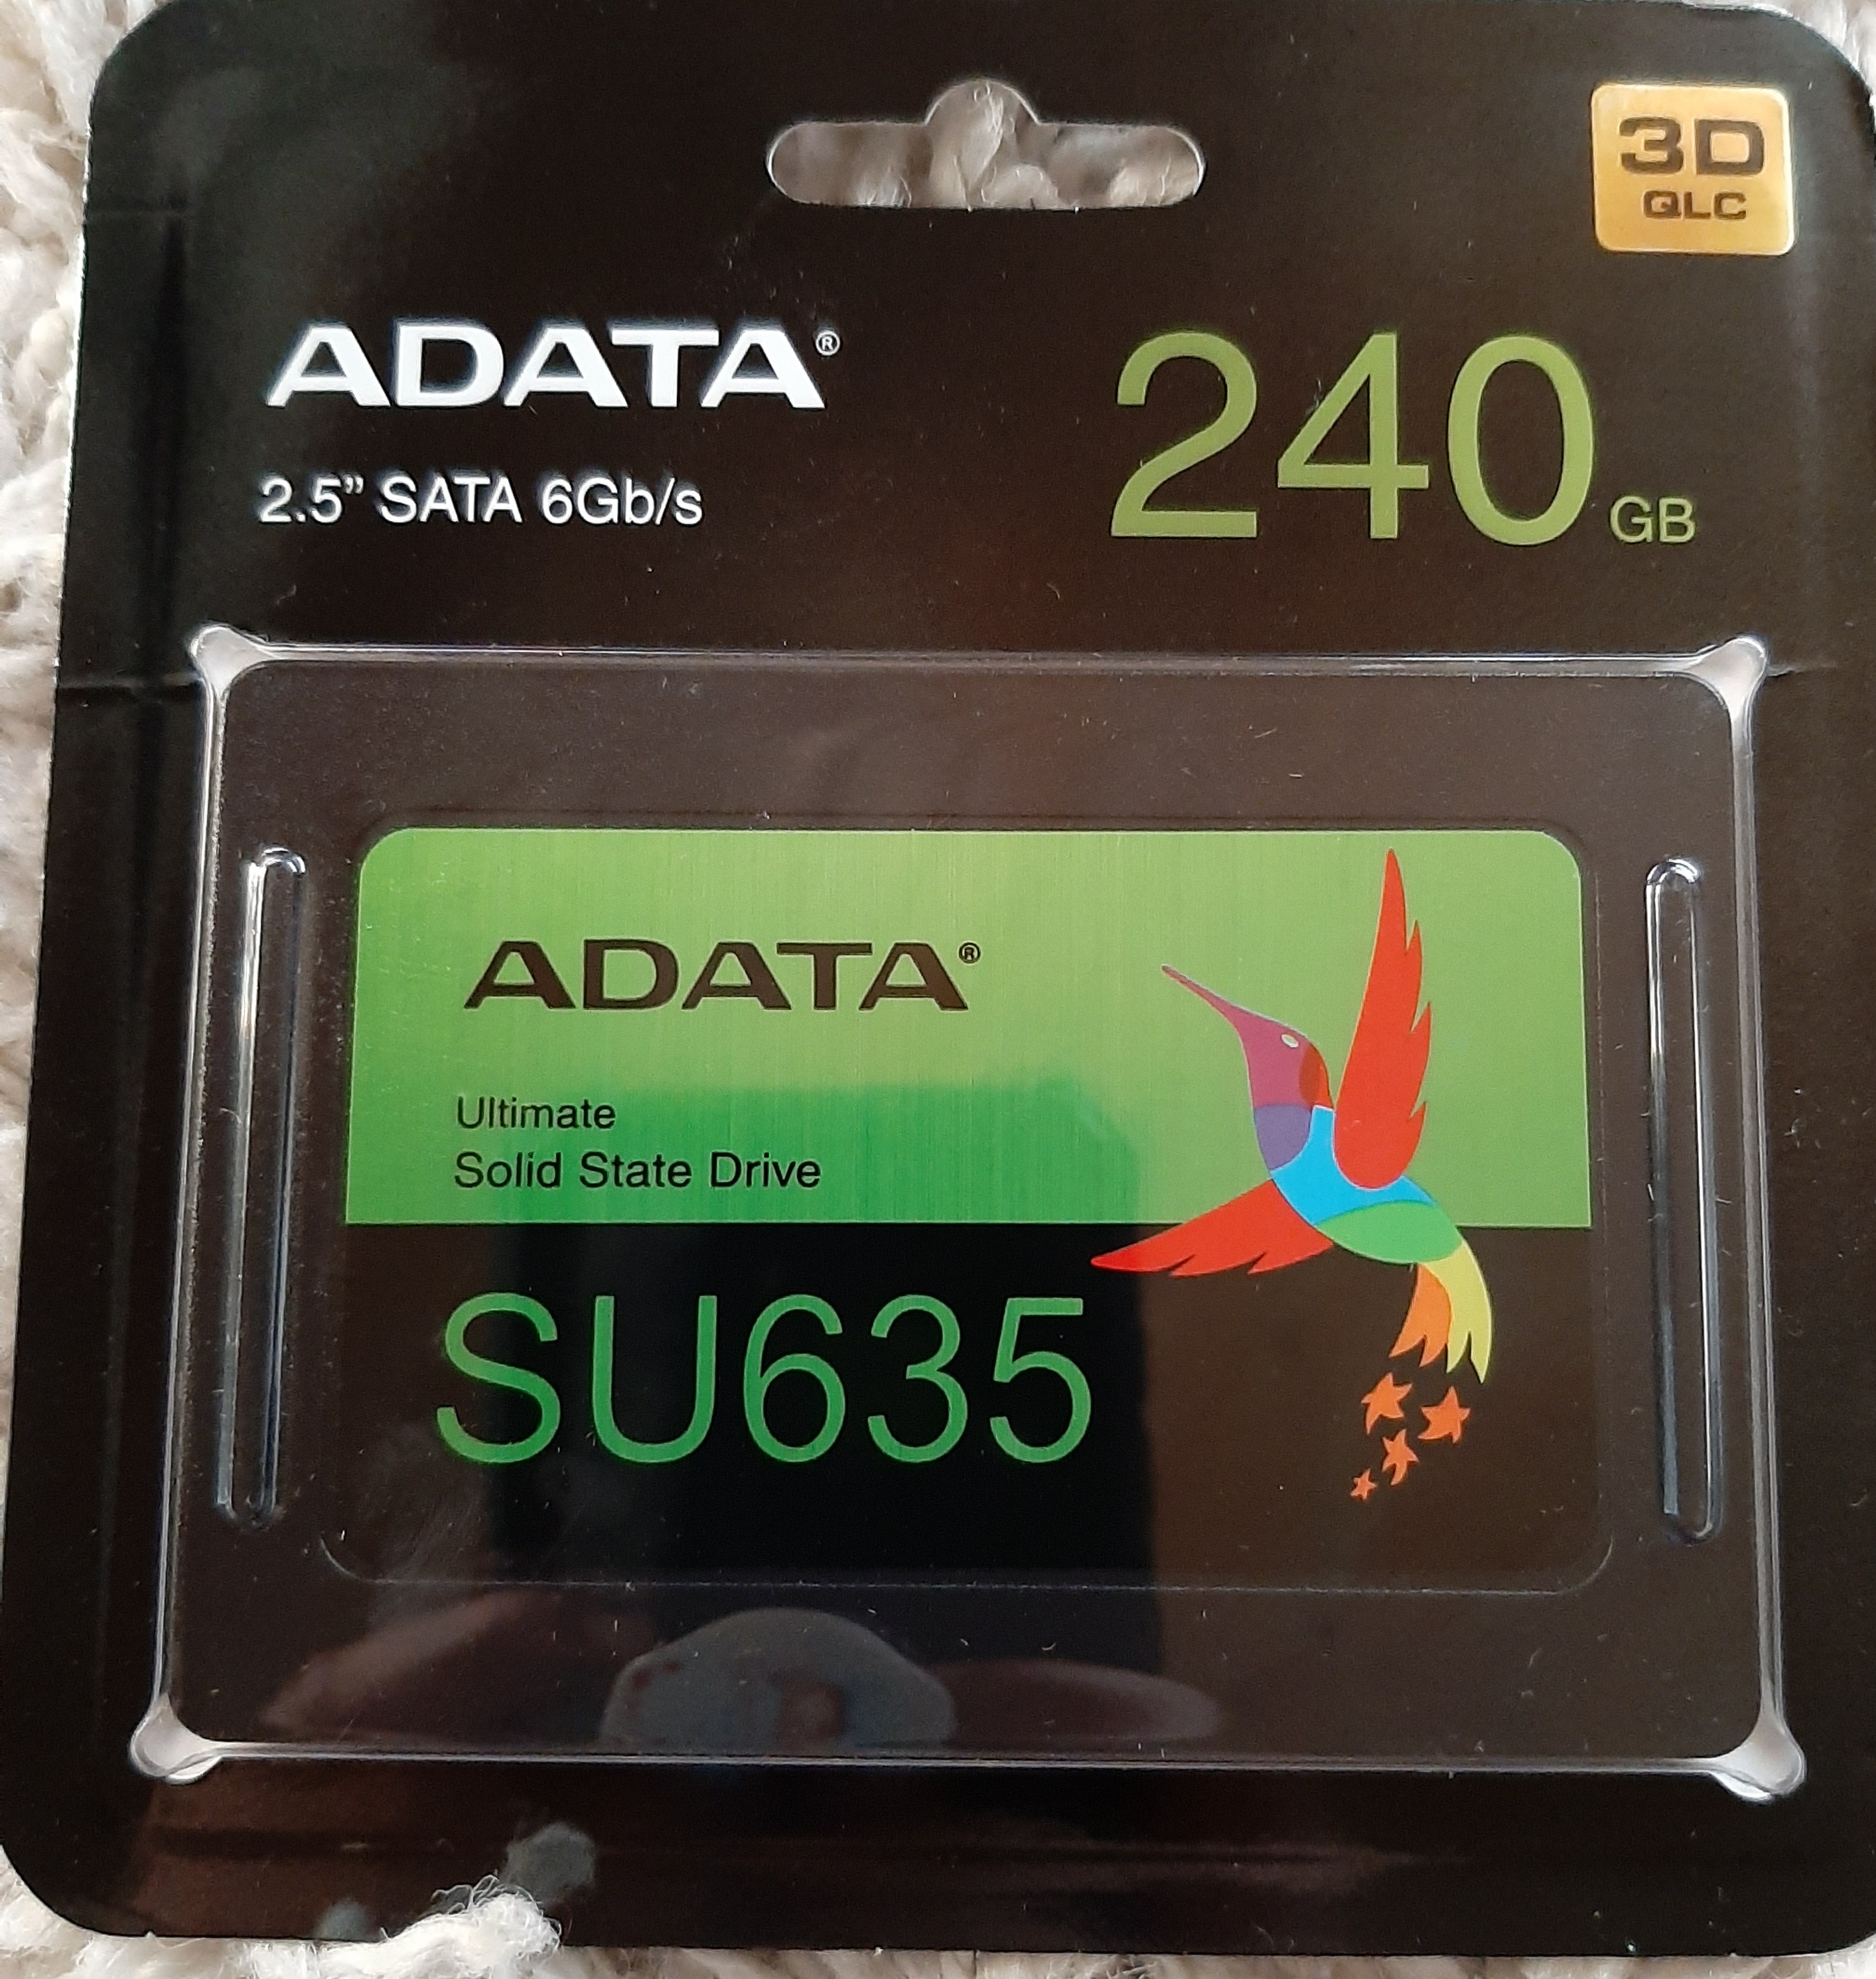 3D
QLC
ADATA®
240 GB
2.5” SATA 6Gb/s
ADATA®
Ultimate
Solid State Drive
SU635